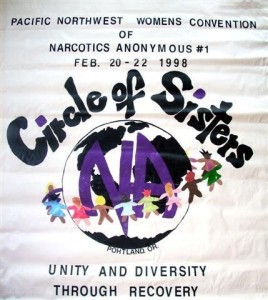 PACIFIC NORTHWEST WOMENS CONVENTION
OF
NARCOTICS ANONYMOUS #1
FEB. 20-22 1998
Circle of Sisters
NA
PORTLAND, OR.
UNITY AND DIVERSITY
THROUGH RECOVERY